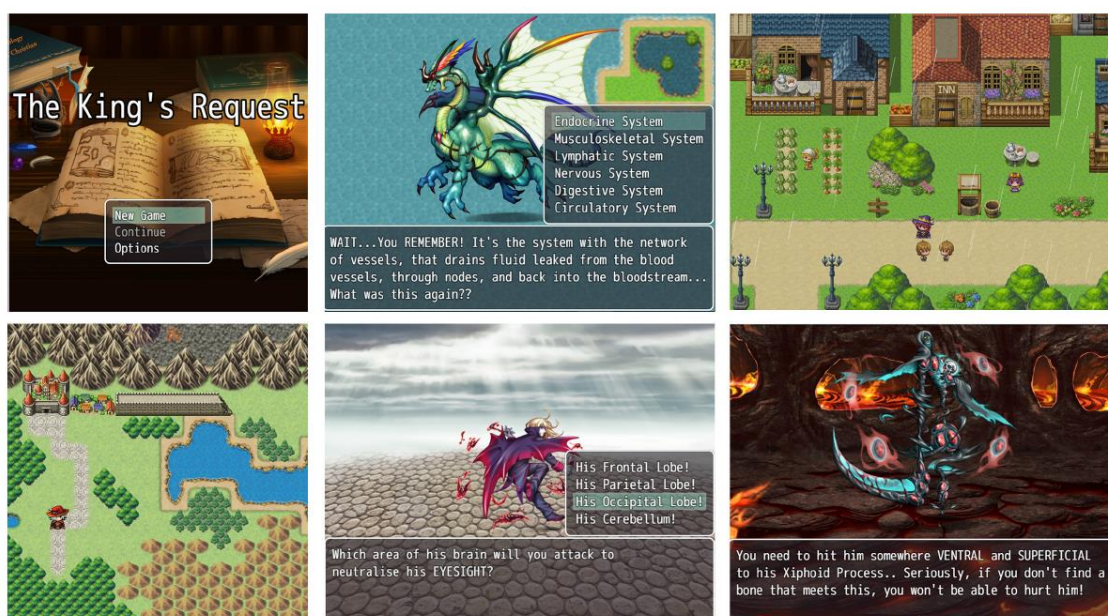 ology
Christian
The King's Request
New Game
Continue
Options
Endocrine System
Musculoskeletal System
Lymphatic System
Nervous System
Digestive System
Circulatory System
WAIT...You REMEMBER! It's the system with the network
of vessels, that drains fluid leaked from the blood
vessels, through nodes, and back into the bloodstream...
What was this again??
INN
His Frontal Lobe!
His Parietal Lobe!
His Occipital Lobe!
His Cerebellum!
Which area of his brain will you attack to
neutralise his EYESIGHT?
You need to hit him somewhere VENTRAL and SUPERFICIAL
to his Xiphoid Process.. Seriously, if you don't find a
bone that meets this, you won't be able to hurt him!